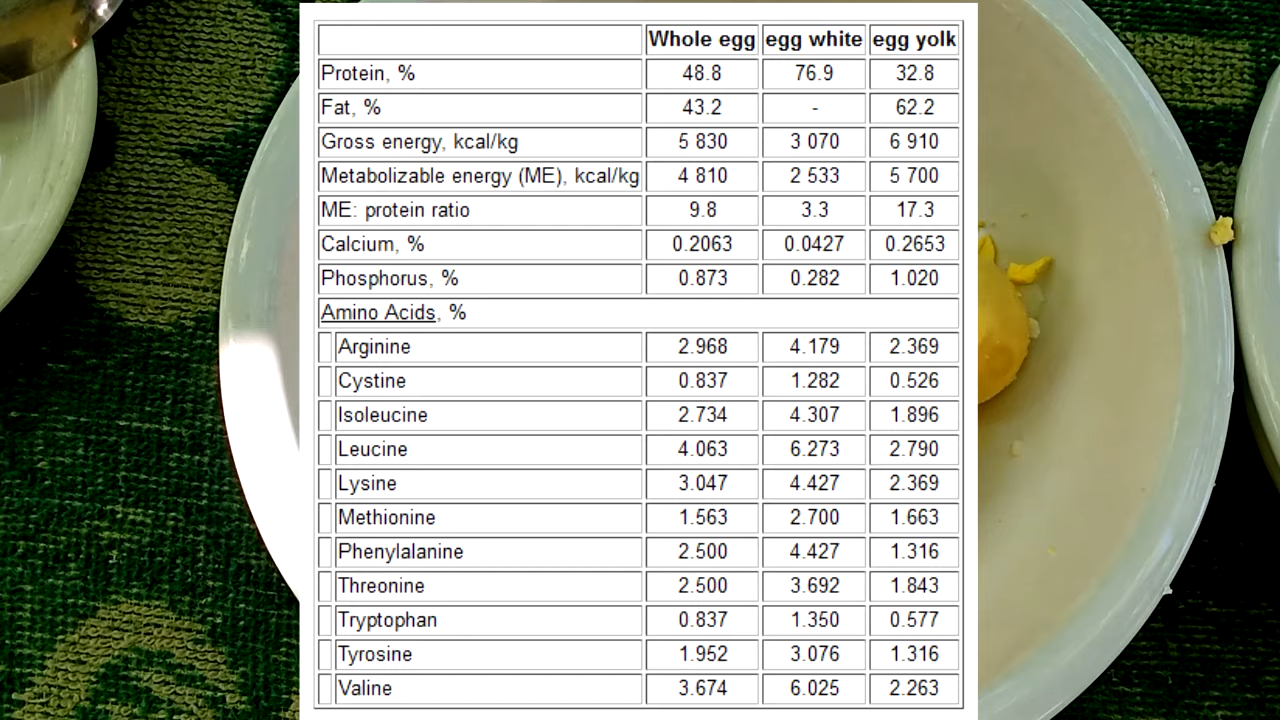 Whole egg egg white egg yolk
Protein, % 48.8 76.9 32.8
Fat, % 43.2 - 62.2
Gross energy, kcal/kg 5 830 3 070 6 910
Metabolizable energy (ME), kcal/kg 4 810 2 533 5 700
ME: protein ratio 9.8 3.3 17.3
Calcium, % 0.2063 0.0427 0.2653
Phosphorus, % 0.873 0.282 1.020
Amino Acids, %
Arginine 2.968 4.179 2.369
Cystine 0.837 1.282 0.526
Isoleucine 2.734 4.307 1.896
Leucine 4.063 6.273 2.790
Lysine 3.047 4.427 2.369
Methionine 1.563 2.700 1.663
Phenylalanine 2.500 4.427 1.316
Threonine 2.500 3.692 1.843
Tryptophan 0.837 1.350 0.577
Tyrosine 1.952 3.076 1.316
Valine 3.674 6.025 2.263